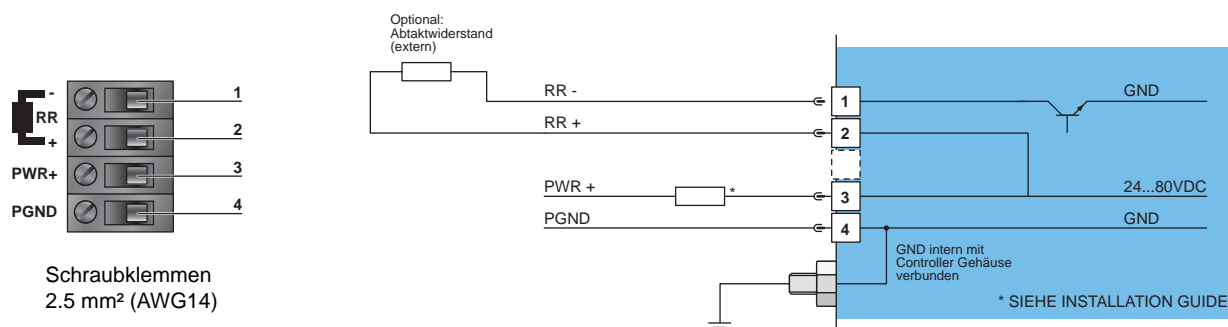 -
RR
+
PWR+
PGND
1
2
3
4
Schraubklemmen
2.5 mm² (AWG14)
Optional:
Abtaktwiderstand
(extern)
RR -
RR +
PWR +
*
PGND
1
2
3
4
GND
24...80VDC
GND
GND intern mit
Controller Gehäuse
verbunden
* SIEHE INSTALLATION GUIDE